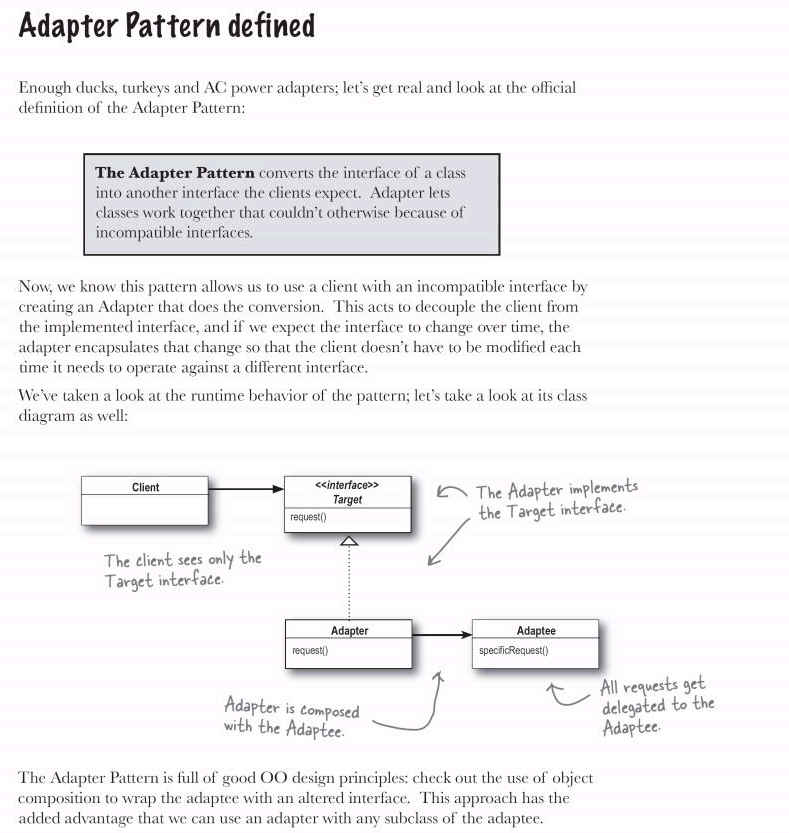 Adapter Pattern defined
Enough ducks, turkeys and AC power adapters; let's get real and look at the official
definition of the Adapter Pattern:
The Adapter Pattern converts the interface of a class
into another interface the clients expect. Adapter lets
classes work together that couldn't otherwise because of
incompatible interfaces.
Now, we know this pattern allows us to use a client with an incompatible interface by
creating an Adapter that does the conversion. This acts to decouple the client from
the implemented interface, and if we expect the interface to change over time, the
adapter encapsulates that change so that the client doesn't have to be modified each
time it needs to operate against a different interface.
We've taken a look at the runtime behavior of the pattern; let's take a look at its class
diagram as well:
Client
<<interface>>
Target
request()
The Adapter implements
the Target interface.
The client sees only the
Target interface.
Adapter
request()
Adaptee
specificRequest()
Adapter is composed
with the Adaptee.
All requests get
delegated to the
Adaptee.
The Adapter Pattern is full of good OO design principles: check out the use of object
composition to wrap the adaptee with an altered interface. This approach has the
added advantage that we can use an adapter with any subclass of the adaptee.